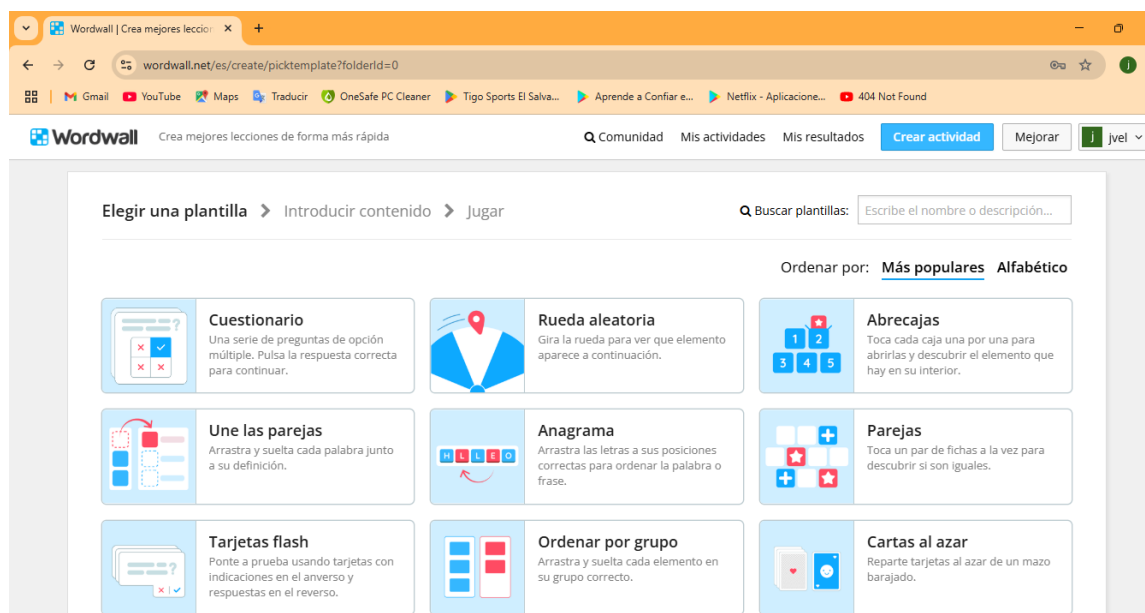 Wordwall | Crea mejores leccion
wordwall.net/es/create/picktemplate?folderId=0
j
Gmail YouTube Maps Traducir OneSafe PC Cleaner Tigo Sports El Salva... Aprende a Confiar e... Netflix - Aplicacione... 404 Not Found
Wordwall Crea mejores lecciones de forma más rápida Comunidad Mis actividades Mis resultados Crear actividad Mejorar j jvel
Elegir una plantilla Introducir contenido Jugar Buscar plantillas: Escribe el nombre o descripción...
Ordenar por: Más populares Alfabético
Cuestionario
Una serie de preguntas de opción
múltiple. Pulsa la respuesta correcta
para continuar.
Rueda aleatoria
Gira la rueda para ver que elemento
aparece a continuación.
1 2
3 4 5
Abrecajas
Toca cada caja una por una para
abrirlas y descubrir el elemento que
hay en su interior.
Une las parejas
Arrastra y suelta cada palabra junto
a su definición.
H L L E O
Anagrama
Arrastra las letras a sus posiciones
correctas para ordenar la palabra o
frase.
Parejas
Toca un par de fichas a la vez para
descubrir si son iguales.
Tarjetas flash
Ponte a prueba usando tarjetas con
indicaciones en el anverso y
respuestas en el reverso.
Ordenar por grupo
Arrastra y suelta cada elemento en
su grupo correcto.
Cartas al azar
Reparte tarjetas al azar de un mazo
barajado.